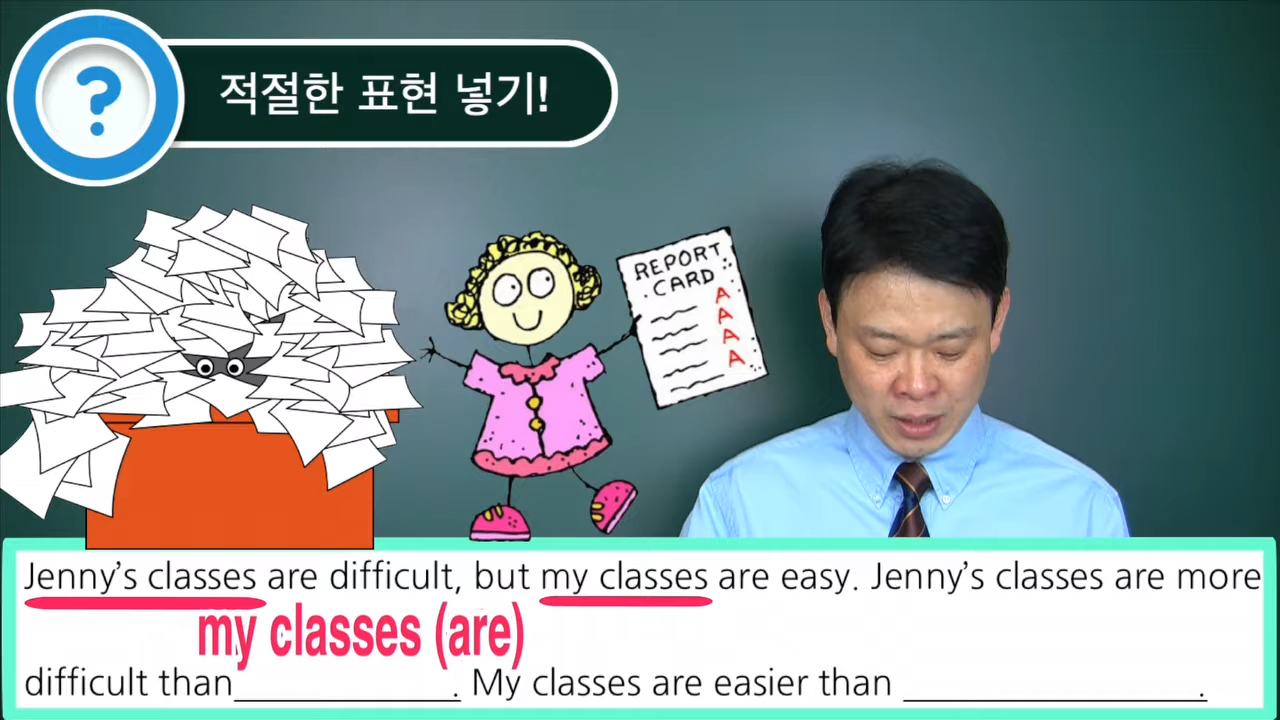 ?
적절한 표현 넣기!
REPORT
CARD
A
A
A
A
Jenny's classes are difficult, but my classes are easy. Jenny's classes are more
my classes (are)
difficult than____________. My classes are easier than ________________.